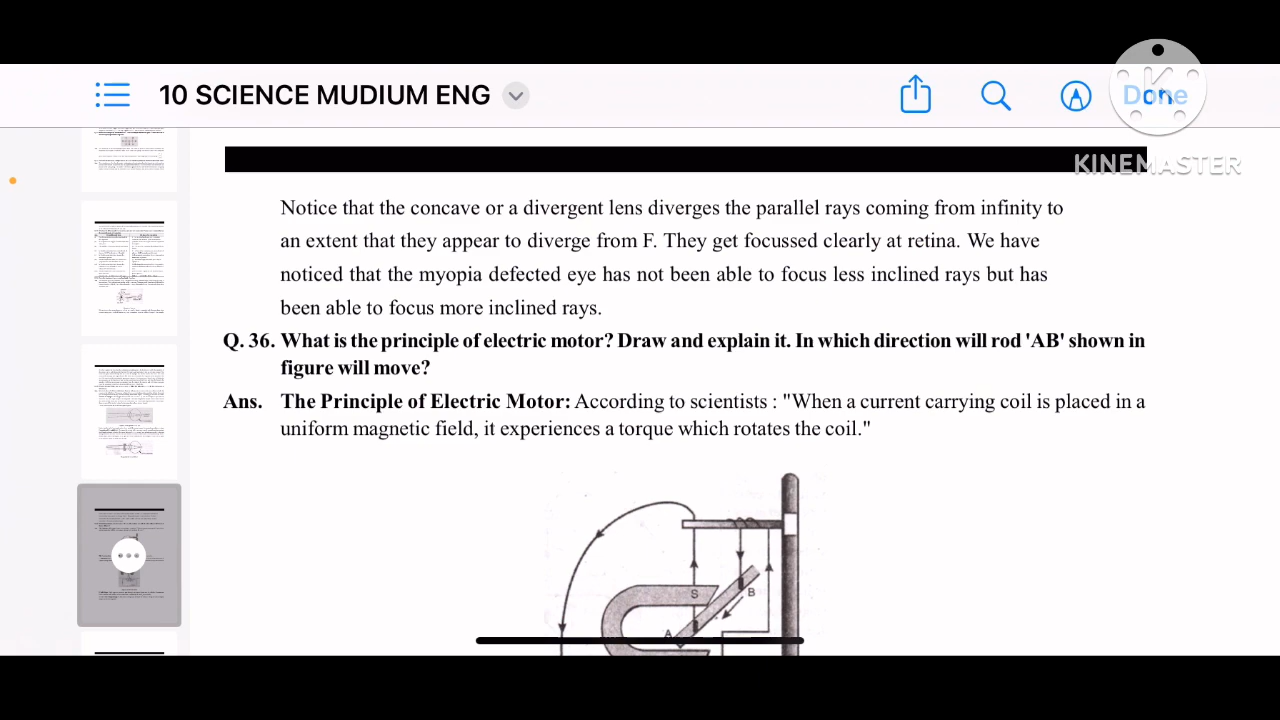 10 SCIENCE MUDIUM ENG
Done
KINEMASTER
Notice that the concave or a divergent lens diverges the parallel rays coming from infinity to
an extent that they appear to emerge from F. They get focussed clearly at retina. We have
noticed that the myopia defected eye has not been able to focus less inclined rays but has
been able to focus more inclined rays.
Q. 36. What is the principle of electric motor? Draw and explain it. In which direction will rod 'AB' shown in
figure will move?
Ans. The Principle of Electric Motor- According to scientists : "When a current carrying coil is placed in a
uniform magnetic field, it experiences a torque which rotates the coil."
S
B
A